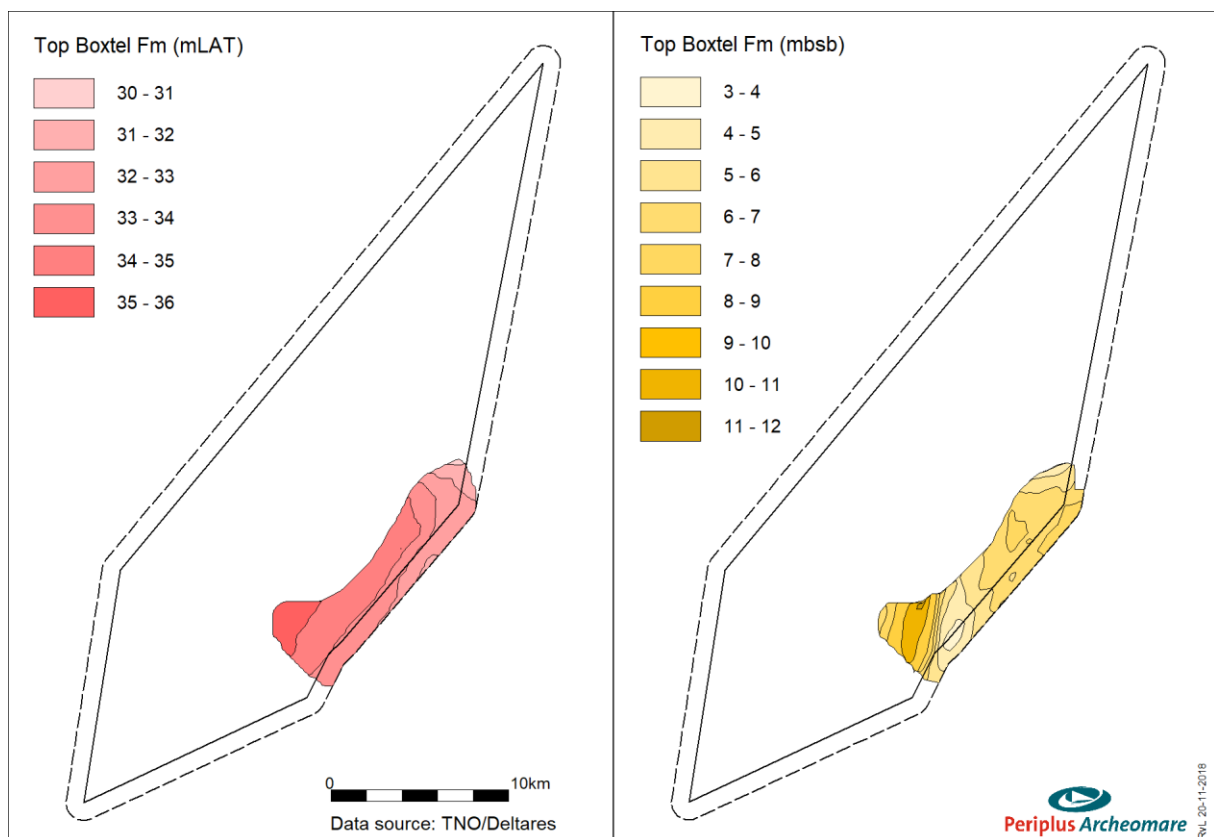 Top Boxtel Fm (mLAT)
30 - 31
31 - 32
32 - 33
33 - 34
34 - 35
35 - 36
0 10km
Data source: TNO/Deltares
Top Boxtel Fm (mbsb)
3 - 4
4 - 5
5 - 6
6 - 7
7 - 8
8 - 9
9 - 10
10 - 11
11 - 12
Periplus Archeomare
RvL 20-11-2018